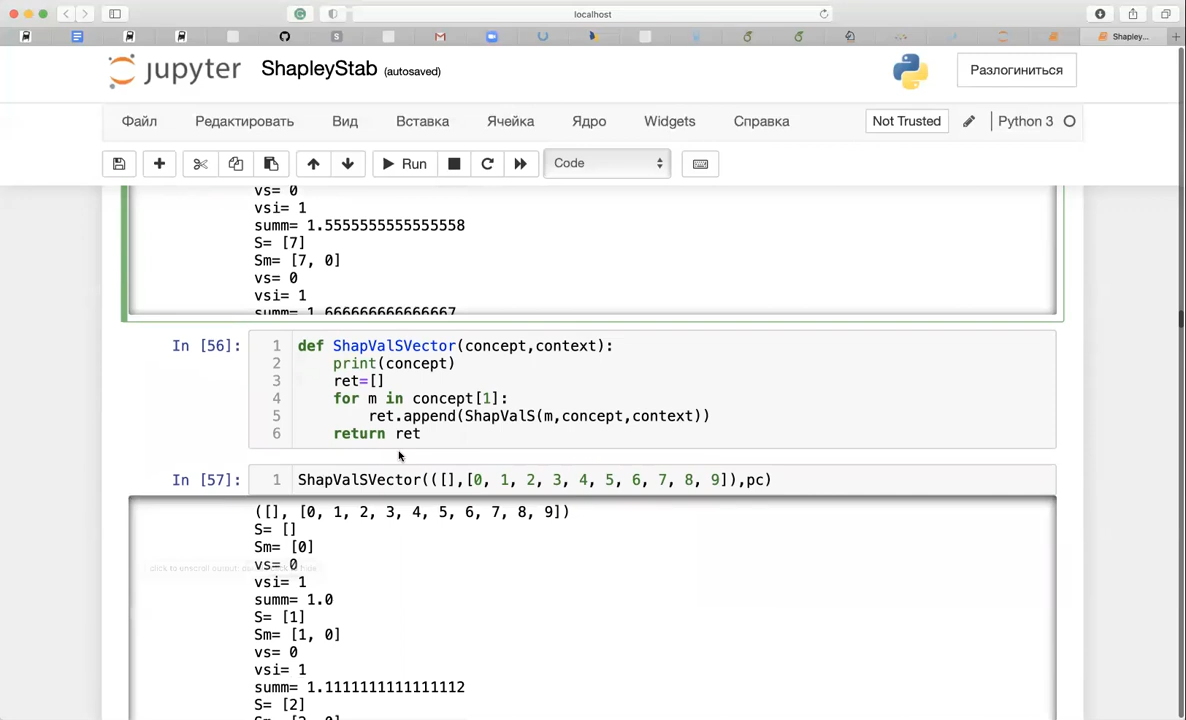 localhost
Shapley...
jupyter ShapleyStab (autosaved)
Разлогиниться
Файл Редактировать Вид Вставка Ячейка Ядро Widgets Справка Not Trusted Python 3
Run Code
vs= 0
vsi= 1
summ= 1.5555555555555558
S= [7]
Sm= [7, 0]
vs= 0
vsi= 1
summ= 1.666666666666667
In [56]:
1 def ShapValSVector(concept,context):
2 print(concept)
3 ret=[]
4 for m in concept[1]:
5 ret.append(ShapValS(m,concept,context))
6 return ret
In [57]:
1 ShapValSVector(([],[0, 1, 2, 3, 4, 5, 6, 7, 8, 9]),pc)
([], [0, 1, 2, 3, 4, 5, 6, 7, 8, 9])
S= []
Sm= [0]
vs= 0
vsi= 1
summ= 1.0
S= [1]
Sm= [1, 0]
vs= 0
vsi= 1
summ= 1.1111111111111112
S= [2]
Sm= [2, 0]